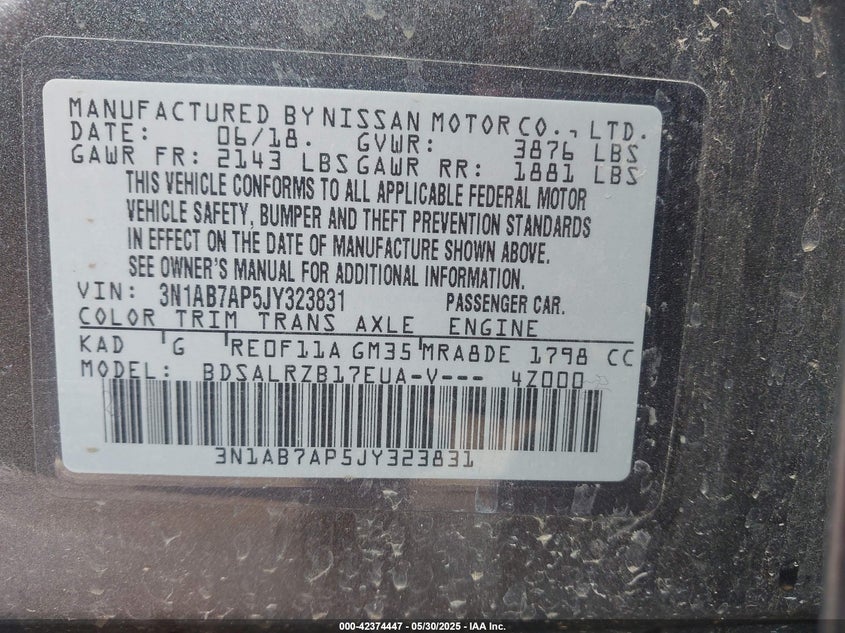 MANUFACTURED BY NISSAN MOTOR CO., LTD.
DATE: 06/18. GVWR: 3876 LBS
GAWR FR: 2143 LBS GAWR RR: 1881 LBS
THIS VEHICLE CONFORMS TO ALL APPLICABLE FEDERAL MOTOR
VEHICLE SAFETY, BUMPER AND THEFT PREVENTION STANDARDS
IN EFFECT ON THE DATE OF MANUFACTURE SHOWN ABOVE.
SEE OWNER'S MANUAL FOR ADDITIONAL INFORMATION.
VIN: 3N1AB7AP5JY323831 PASSENGER CAR.
COLOR TRIM TRANS AXLE ENGINE
KAD G RE0F11A GM35 MRA8DE 1798 CC
MODEL: BDSALRZB17EUA-V--- 4Z000
3N1AB7AP5JY323831
000-42374447 - 05/30/2025 - IAA Inc.